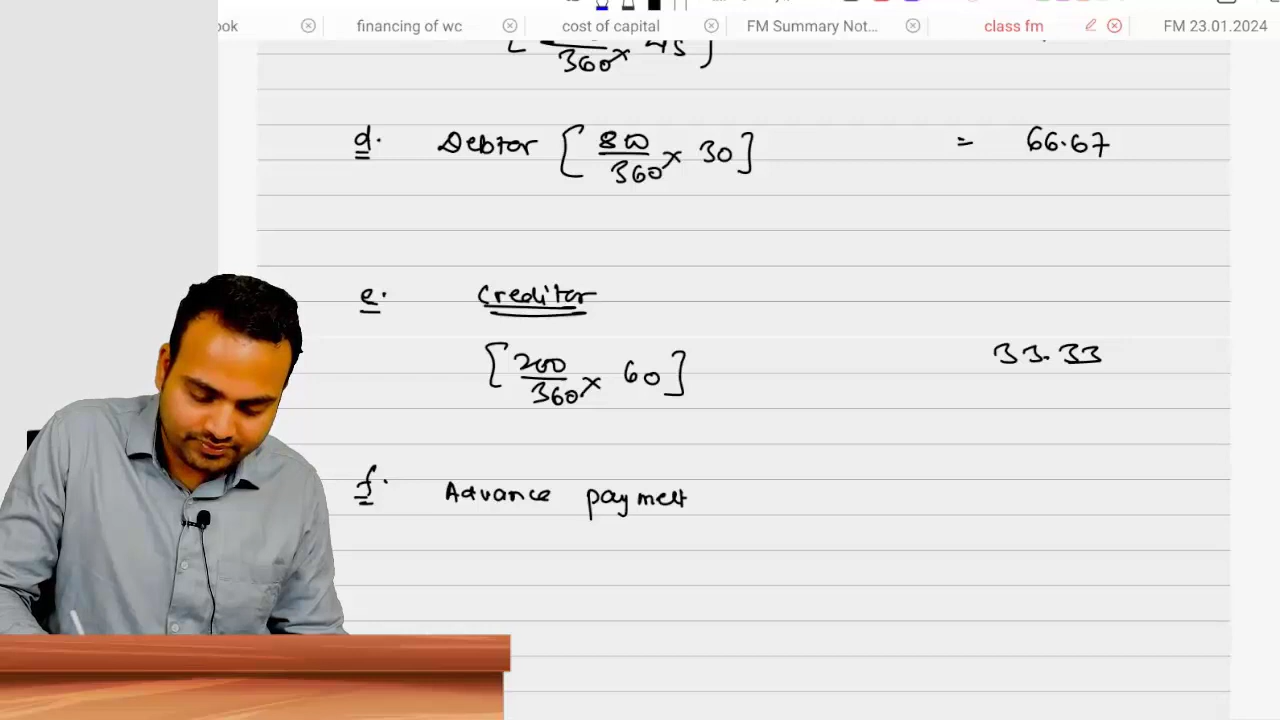 ook financing of wc cost of capital FM Summary Not... class fm FM 23.01.2024
[ 360 × 45 ]
d. Debtor [ 800/360 × 30 ] = 66.67
e. Creditor
[ 200/360 × 60 ] 33.33
f. Advance paymet